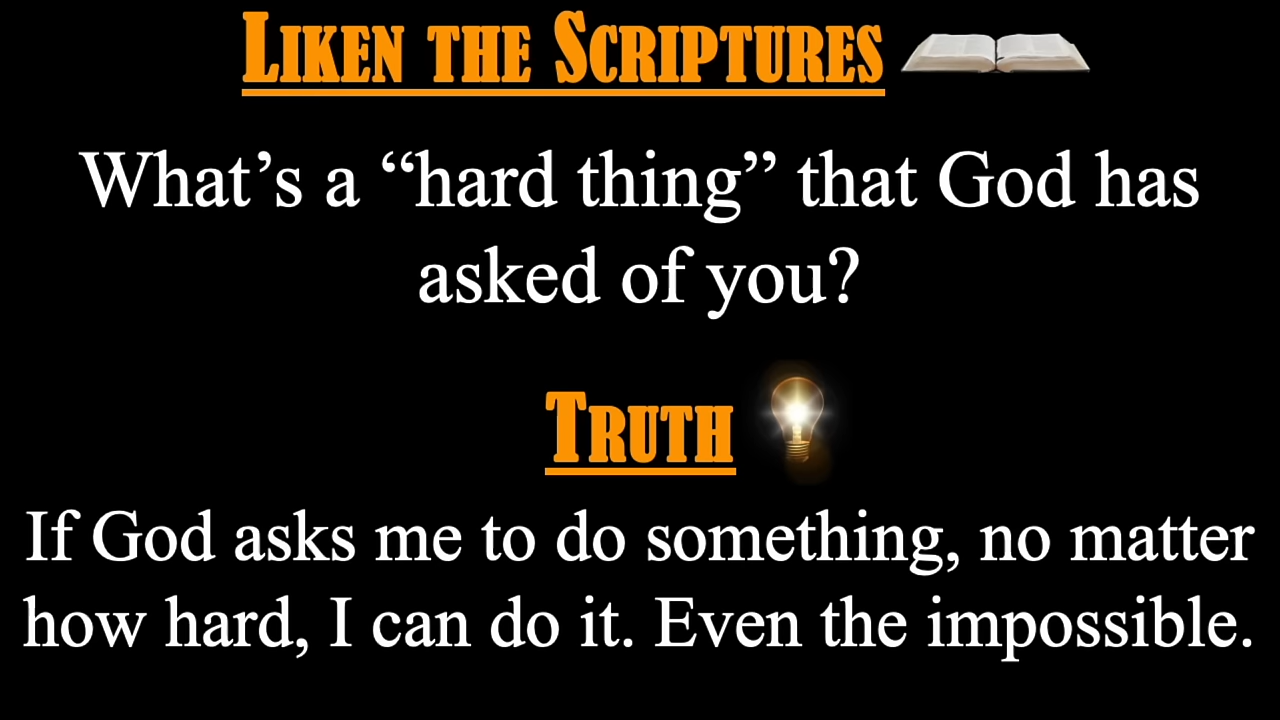 LIKEN THE SCRIPTURES
What’s a “hard thing” that God has
asked of you?
TRUTH
If God asks me to do something, no matter
how hard, I can do it. Even the impossible.